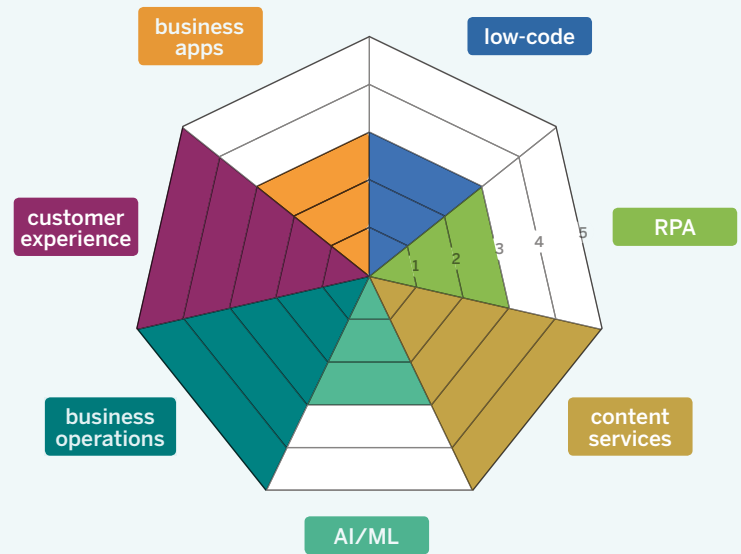 business
apps
low-code
customer
experience
RPA
1
2
3
4
5
business
operations
content
services
AI/ML